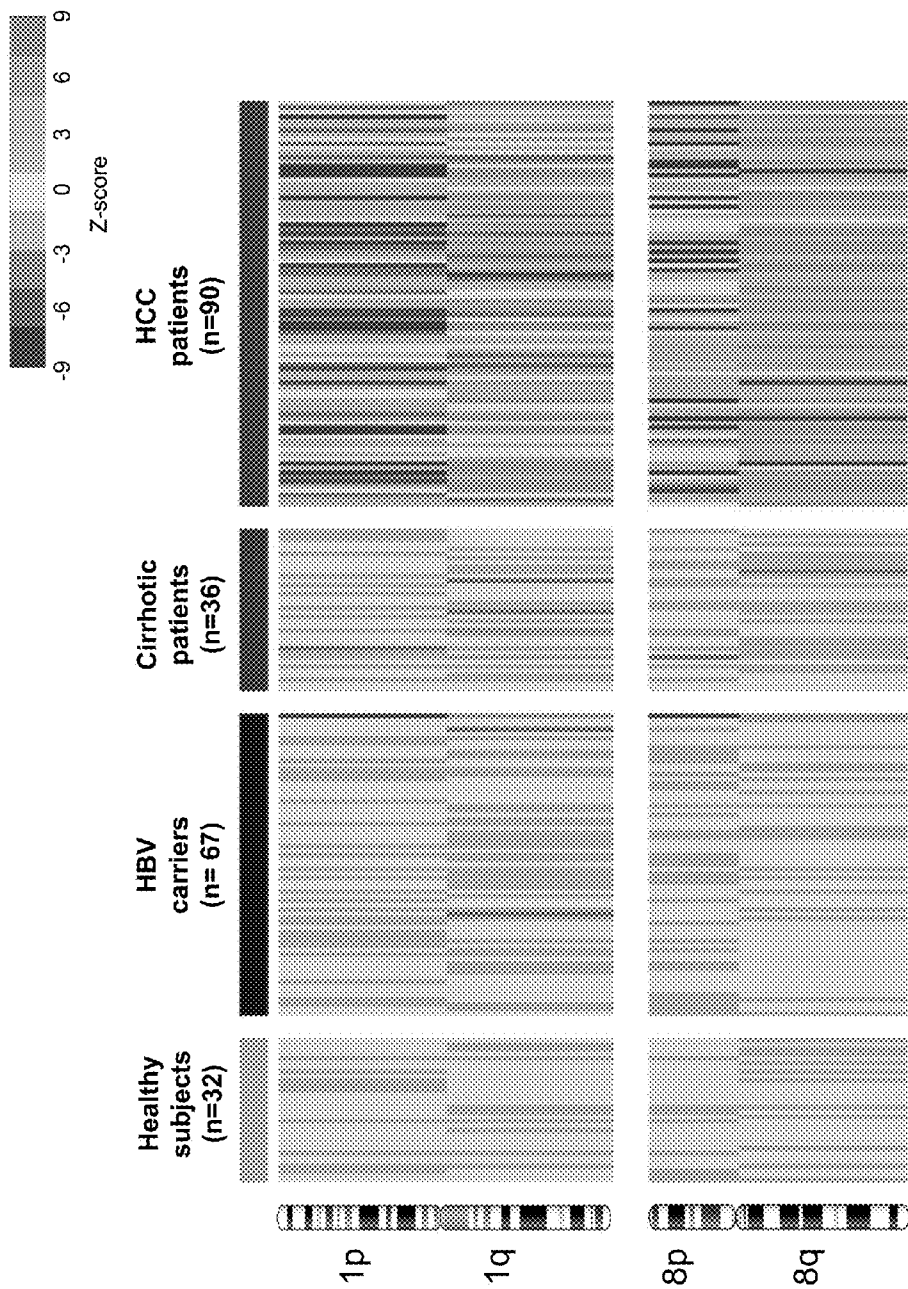 -9 -6 -3 0 3 6 9
Z-score
Healthy
subjects
(n=32)
HBV
carriers
(n= 67)
Cirrhotic
patients
(n=36)
HCC
patients
(n=90)
1p
1q
8p
8q